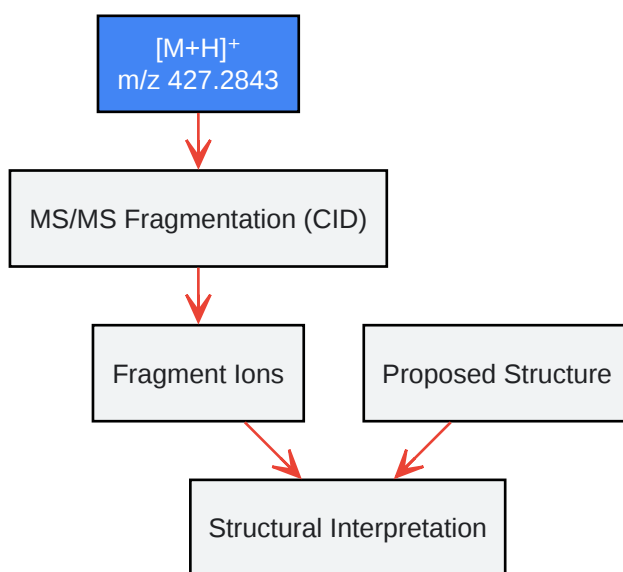 [M+H]⁺
m/z 427.2843
MS/MS Fragmentation (CID)
Fragment Ions
Proposed Structure
Structural Interpretation